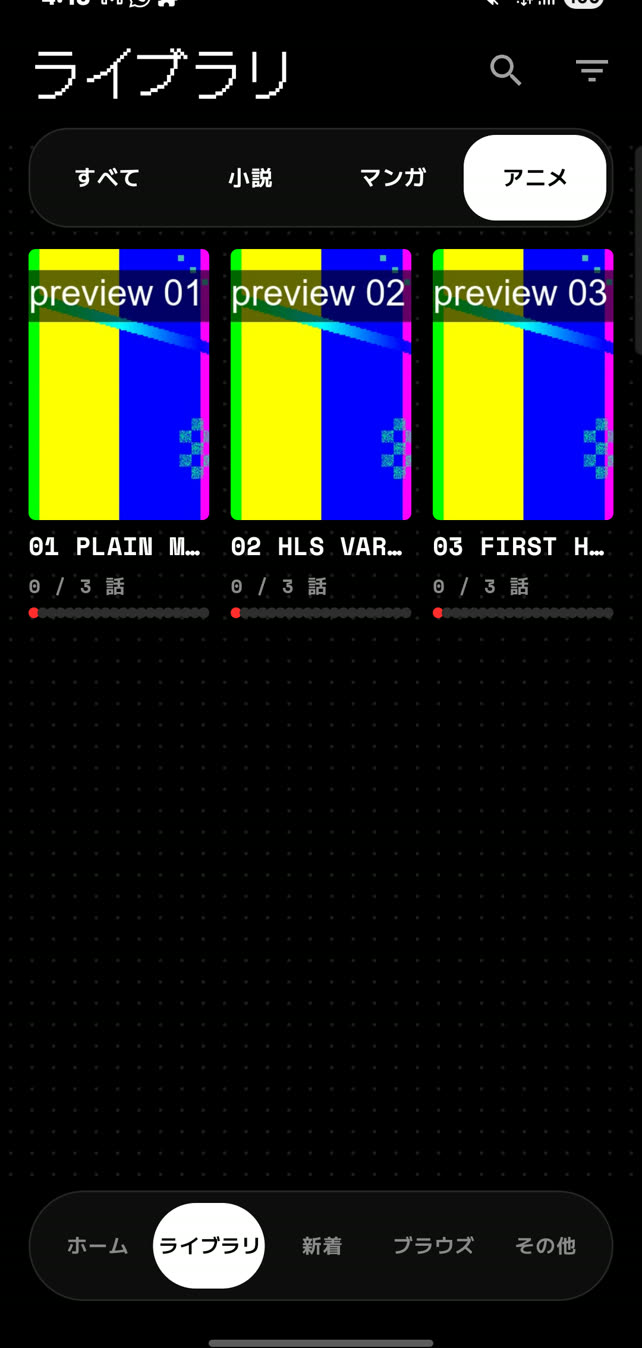 ライブラリ
すべて 小説 マンガ アニメ
preview 01 preview 02 preview 03
01 PLAIN M… 02 HLS VAR… 03 FIRST H…
0 / 3 話 0 / 3 話 0 / 3 話
ホーム ライブラリ 新着 ブラウズ その他